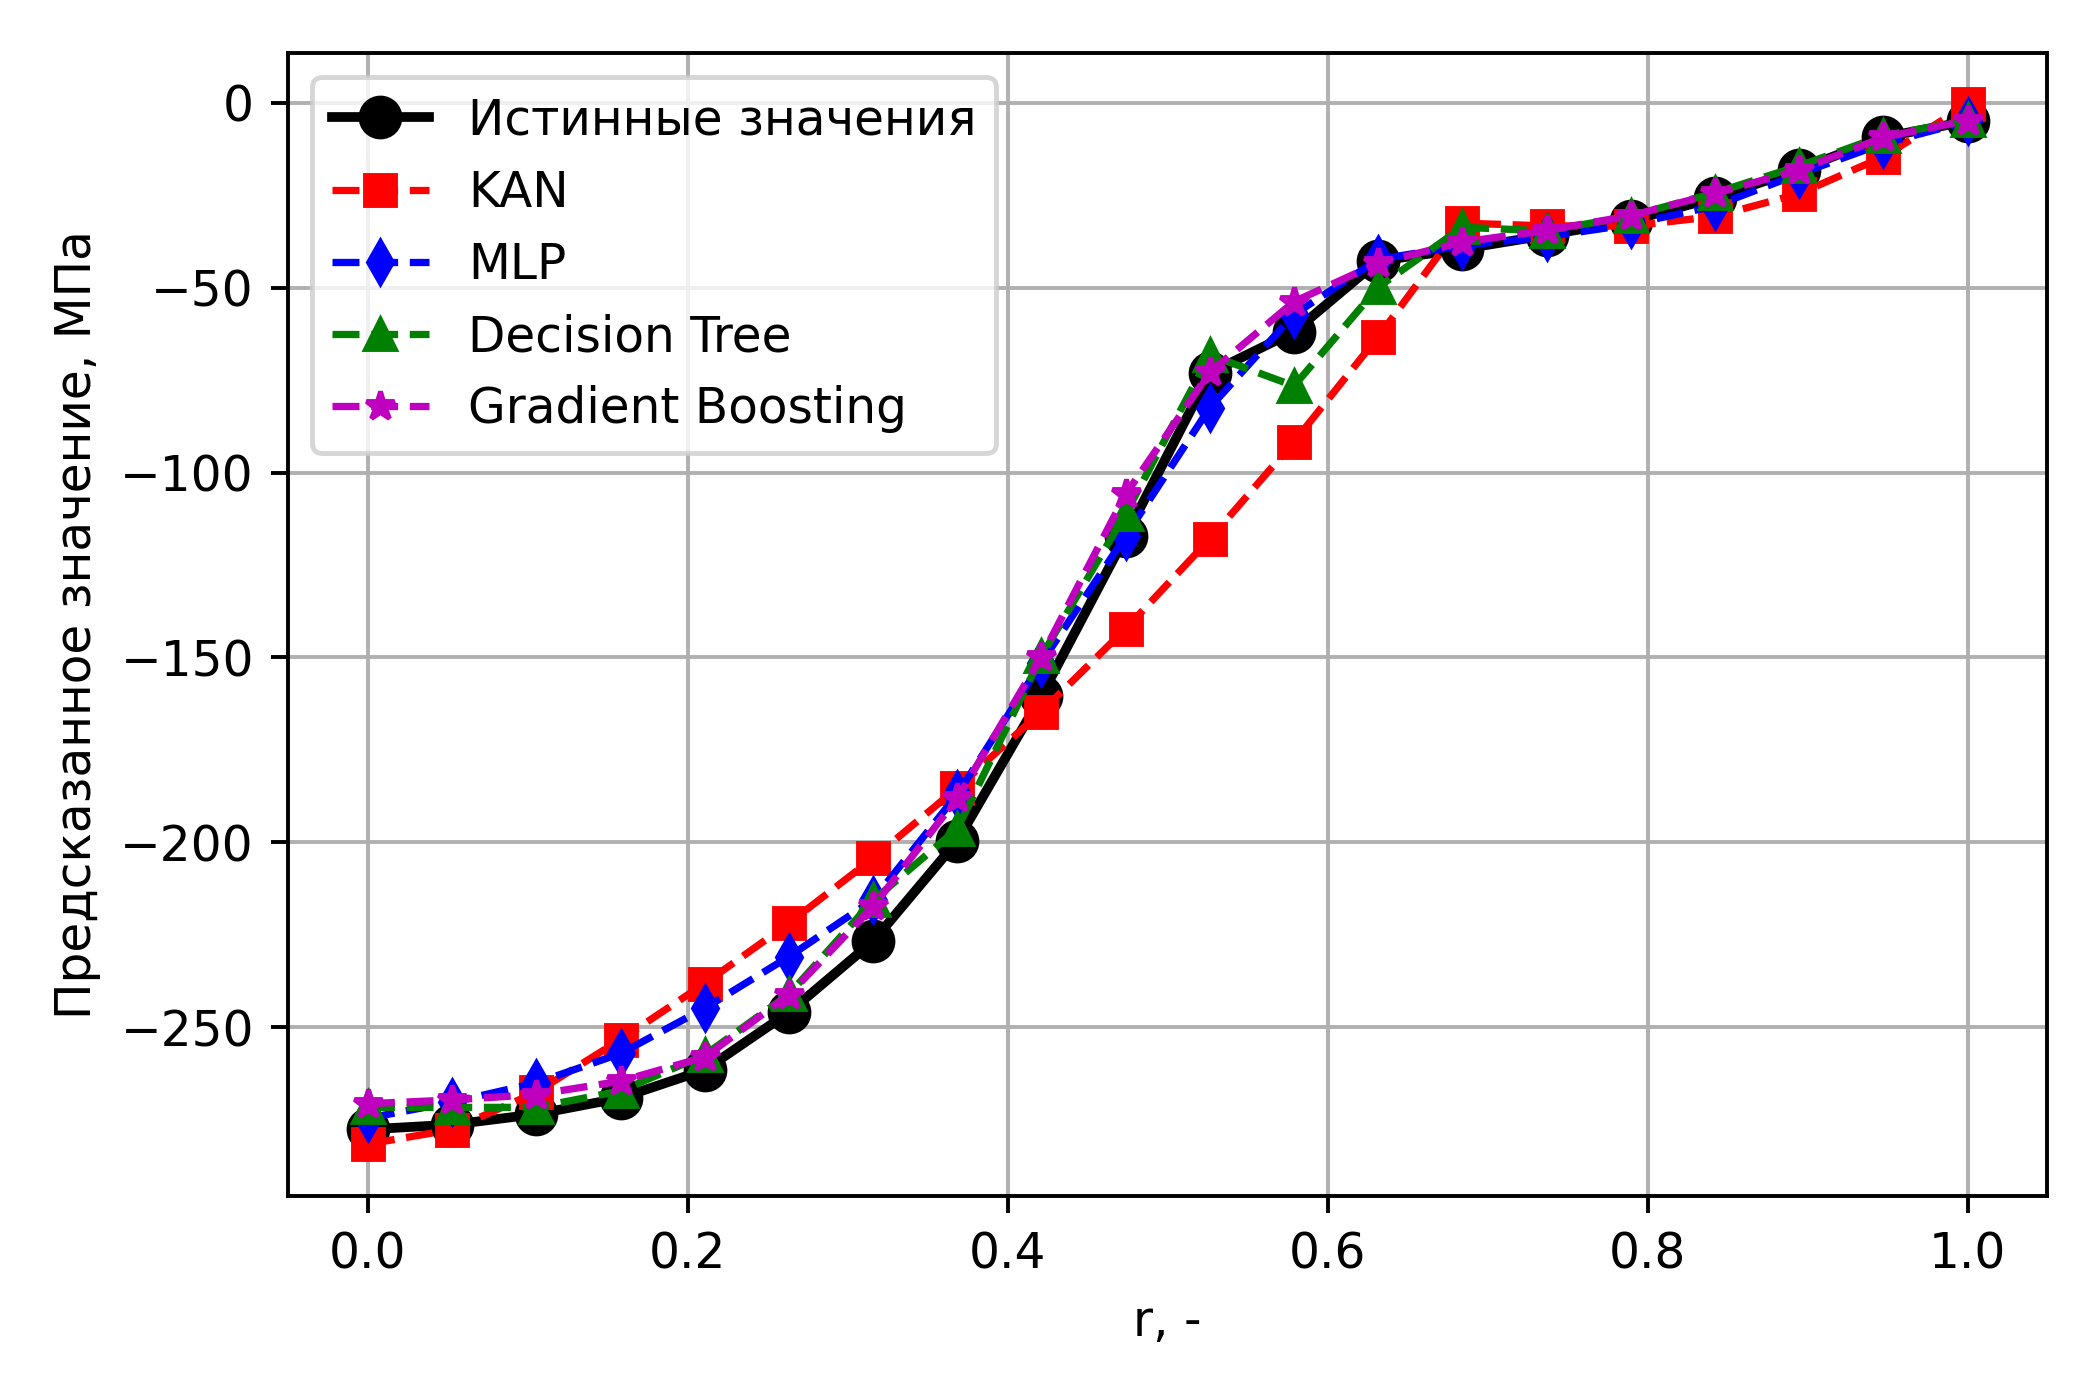 Истинные значения
KAN
MLP
Decision Tree
Gradient Boosting
Предсказанное значение, МПа
0
−50
−100
−150
−200
−250
0.0
0.2
0.4
0.6
0.8
1.0
r, -